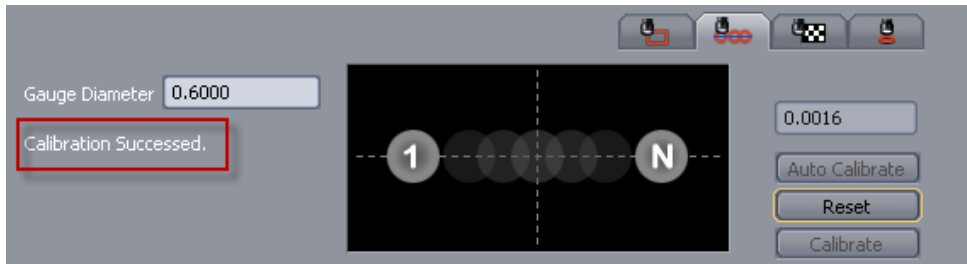 Gauge Diameter 0.6000
Calibration Successed.
1 N
0.0016
Auto Calibrate
Reset
Calibrate